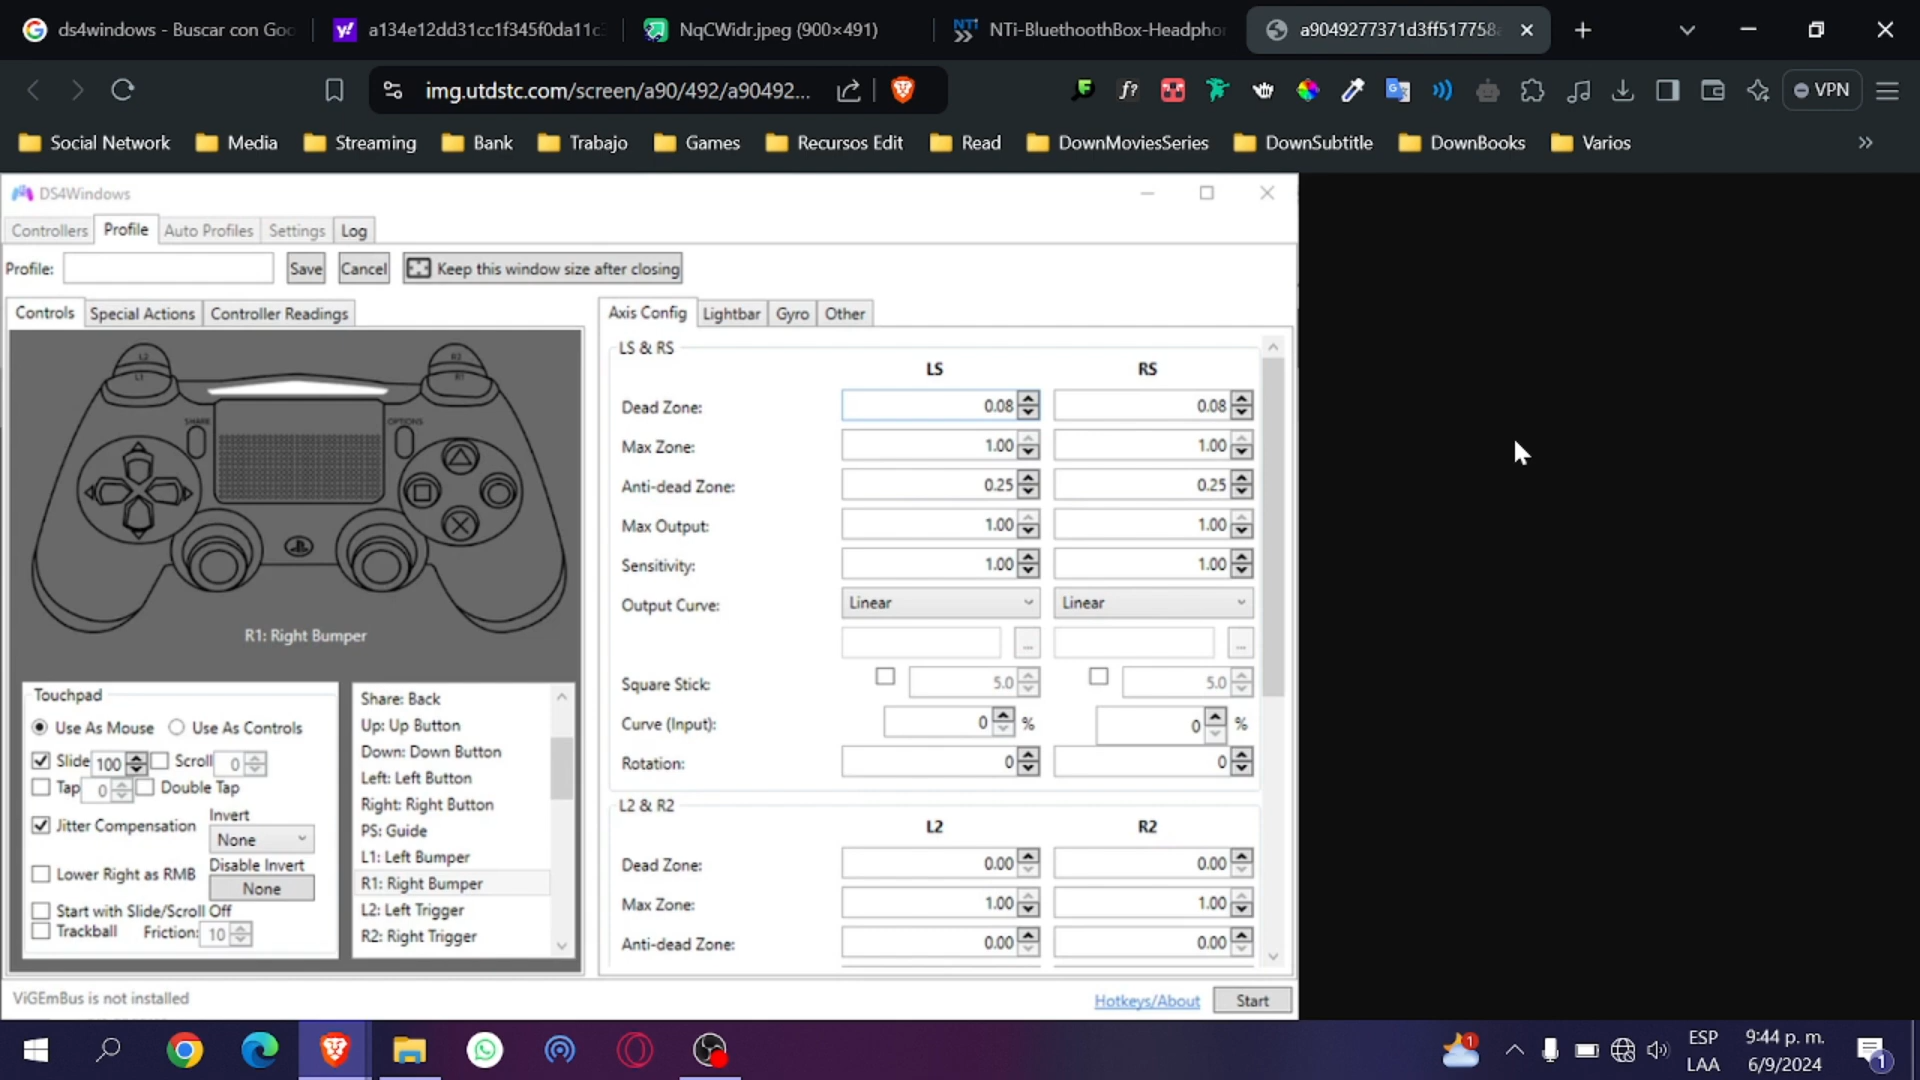 ds4windows - Buscar con Goo
a134e12dd31cc1f345f0da11c3
NqCWidr.jpeg (900×491)
NTi-BluethoothBox-Headphor
a9049277371d3ff517758a
img.utdstc.com/screen/a90/492/a90492...
VPN
Social Network
Media
Streaming
Bank
Trabajo
Games
Recursos Edit
Read
DownMoviesSeries
DownSubtitle
DownBooks
Varios
DS4Windows
Controllers Profile Auto Profiles Settings Log
Profile: Save Cancel Keep this window size after closing
Controls Special Actions Controller Readings
L2
L1
R2
R1
SHARE
OPTIONS
R1: Right Bumper
Touchpad
Use As Mouse Use As Controls
Slide 100 Scroll 0
Tap 0 Double Tap
Jitter Compensation
Invert
None
Lower Right as RMB
Disable Invert
None
Start with Slide/Scroll Off
Trackball Friction: 10
Share: Back
Up: Up Button
Down: Down Button
Left: Left Button
Right: Right Button
PS: Guide
L1: Left Bumper
R1: Right Bumper
L2: Left Trigger
R2: Right Trigger
Axis Config Lightbar Gyro Other
LS & RS
LS RS
Dead Zone: 0.08 0.08
Max Zone: 1.00 1.00
Anti-dead Zone: 0.25 0.25
Max Output: 1.00 1.00
Sensitivity: 1.00 1.00
Output Curve: Linear Linear
... ...
Square Stick: 5.0 5.0
Curve (Input): 0 % 0 %
Rotation: 0 0
L2 & R2
L2 R2
Dead Zone: 0.00 0.00
Max Zone: 1.00 1.00
Anti-dead Zone: 0.00 0.00
ViGEmBus is not installed
Hotkeys/About
Start
1
ESP
LAA
9:44 p. m.
6/9/2024
1